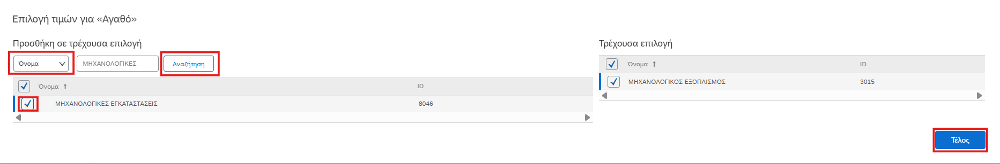 Επιλογή τιμών για «Αγαθό»
Προσθήκη σε τρέχουσα επιλογή
Όνομα ΜΗΧΑΝΟΛΟΓΙΚΕΣ Αναζήτηση
Όνομα ↑ ID
ΜΗΧΑΝΟΛΟΓΙΚΕΣ ΕΓΚΑΤΑΣΤΑΣΕΙΣ 8046
Τρέχουσα επιλογή
Όνομα ↑ ID
ΜΗΧΑΝΟΛΟΓΙΚΟΣ ΕΞΟΠΛΙΣΜΟΣ 3015
Τέλος